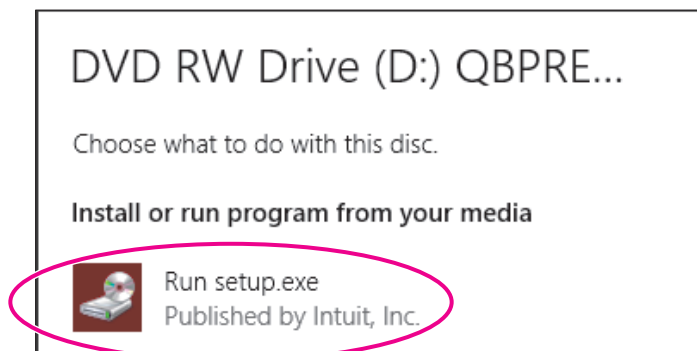 DVD RW Drive (D:) QBPRE...
Choose what to do with this disc.
Install or run program from your media
Run setup.exe
Published by Intuit, Inc.